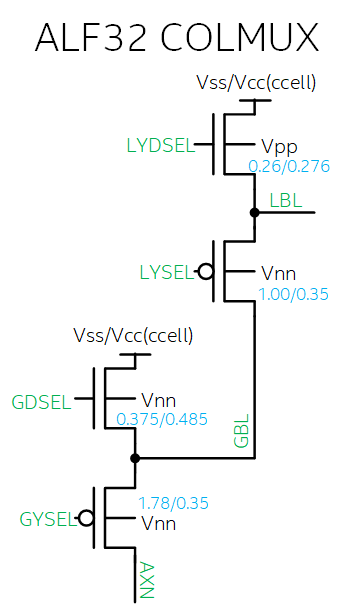 ALF32 COLMUX
Vss/Vcc(ccell)
LYDSEL
Vpp
0.26/0.276
LBL
LYSEL
Vnn
1.00/0.35
Vss/Vcc(ccell)
GDSEL
Vnn
0.375/0.485
GBL
1.78/0.35
GYSEL
Vnn
AXN